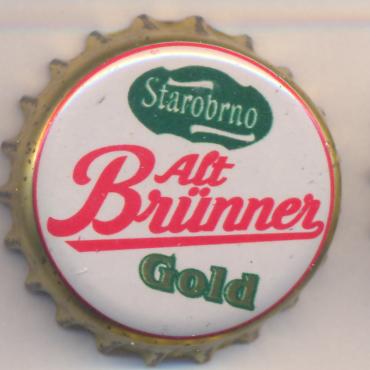 Starobrno
Alt
Brünner
Gold